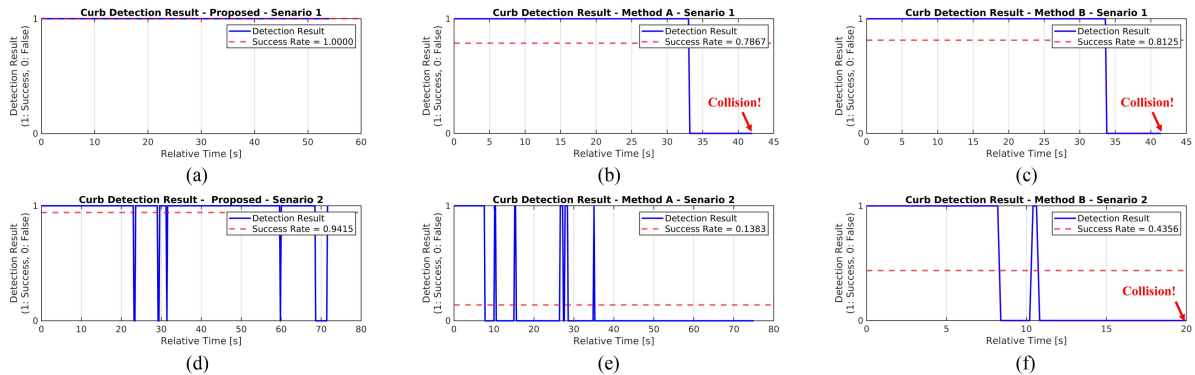 Curb Detection Result - Proposed - Senario 1
Detection Result
(1: Success, 0: False)
1
0
Detection Result
Success Rate = 1.0000
0 10 20 30 40 50 60
Relative Time [s]
(a)
Curb Detection Result - Method A - Senario 1
Detection Result
(1: Success, 0: False)
1
0
Detection Result
Success Rate = 0.7867
Collision!
0 5 10 15 20 25 30 35 40 45
Relative Time [s]
(b)
Curb Detection Result - Method B - Senario 1
Detection Result
(1: Success, 0: False)
1
0
Detection Result
Success Rate = 0.8125
Collision!
0 5 10 15 20 25 30 35 40 45
Relative Time [s]
(c)
Curb Detection Result - Proposed - Senario 2
Detection Result
(1: Success, 0: False)
1
0
Detection Result
Success Rate = 0.9415
0 10 20 30 40 50 60 70 80
Relative Time [s]
(d)
Curb Detection Result - Method A - Senario 2
Detection Result
(1: Success, 0: False)
1
0
Detection Result
Success Rate = 0.1383
0 10 20 30 40 50 60 70 80
Relative Time [s]
(e)
Curb Detection Result - Method B - Senario 2
Detection Result
(1: Success, 0: False)
1
0
Detection Result
Success Rate = 0.4356
Collision!
0 5 10 15 20
Relative Time [s]
(f)